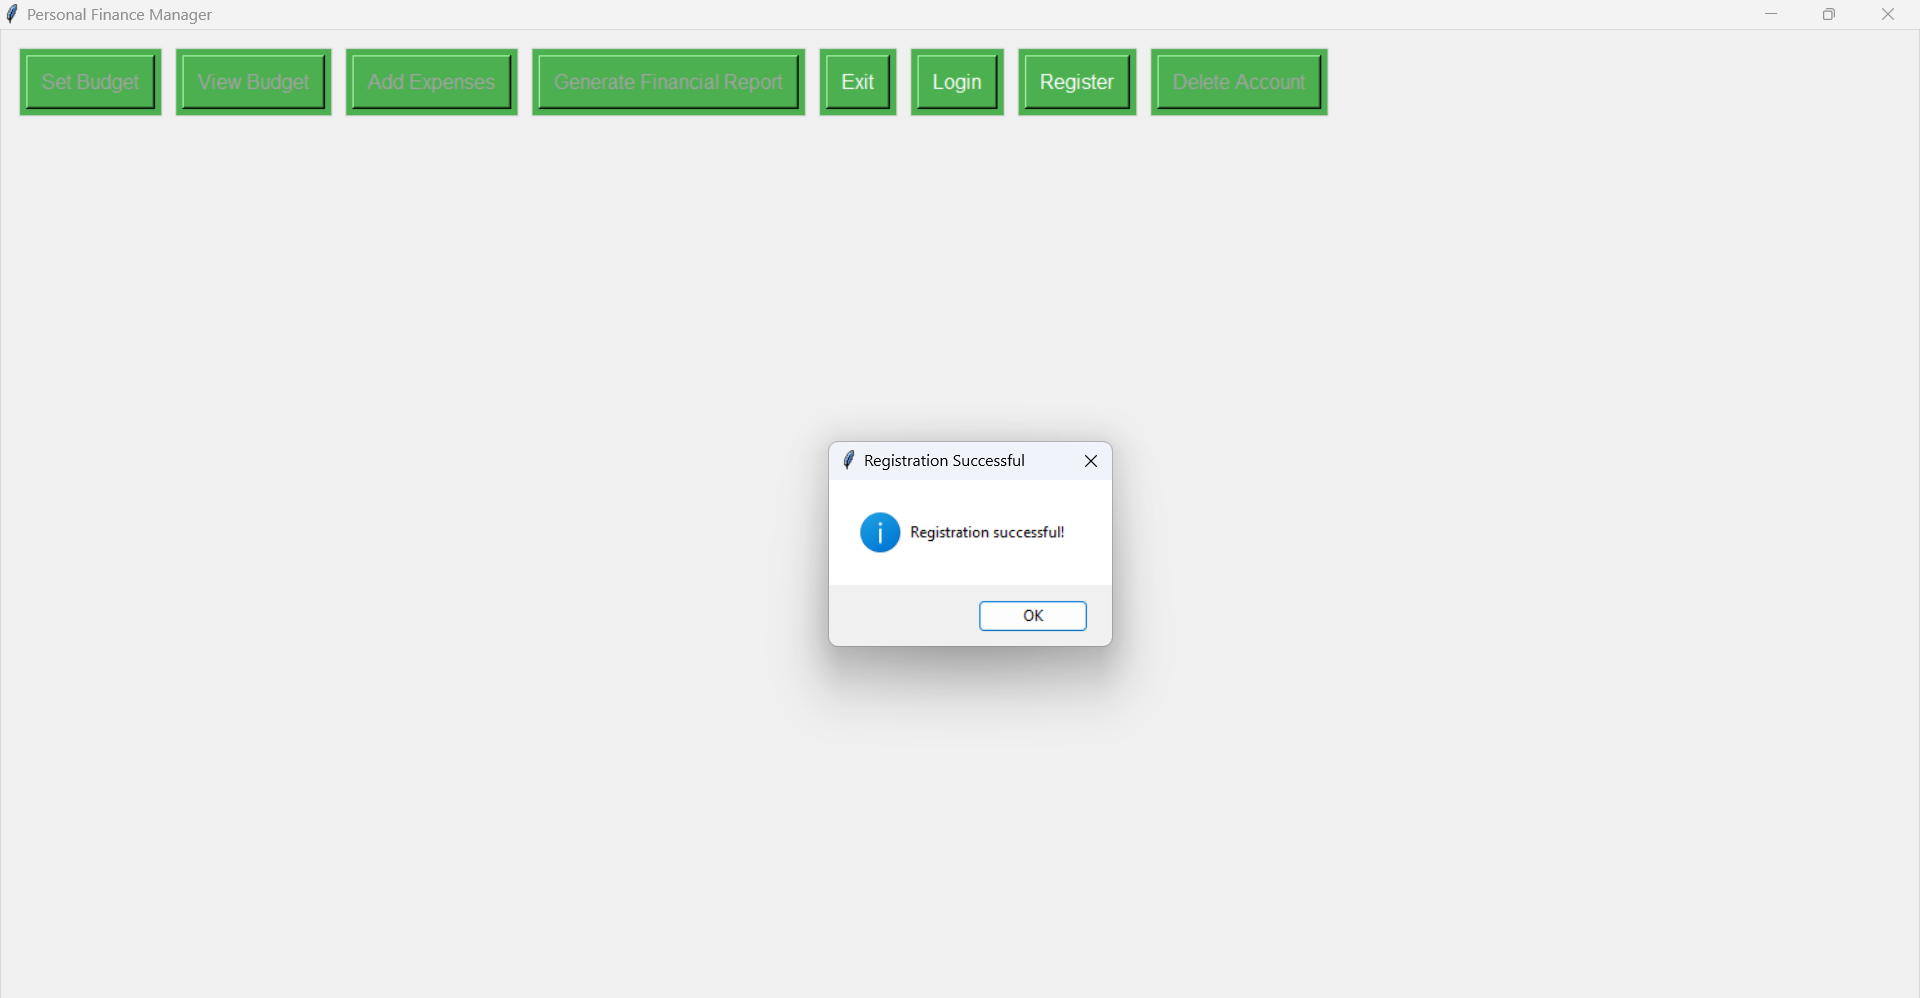 Personal Finance Manager
Set Budget View Budget Add Expenses Generate Financial Report Exit Login Register Delete Account
Registration Successful
Registration successful!
OK